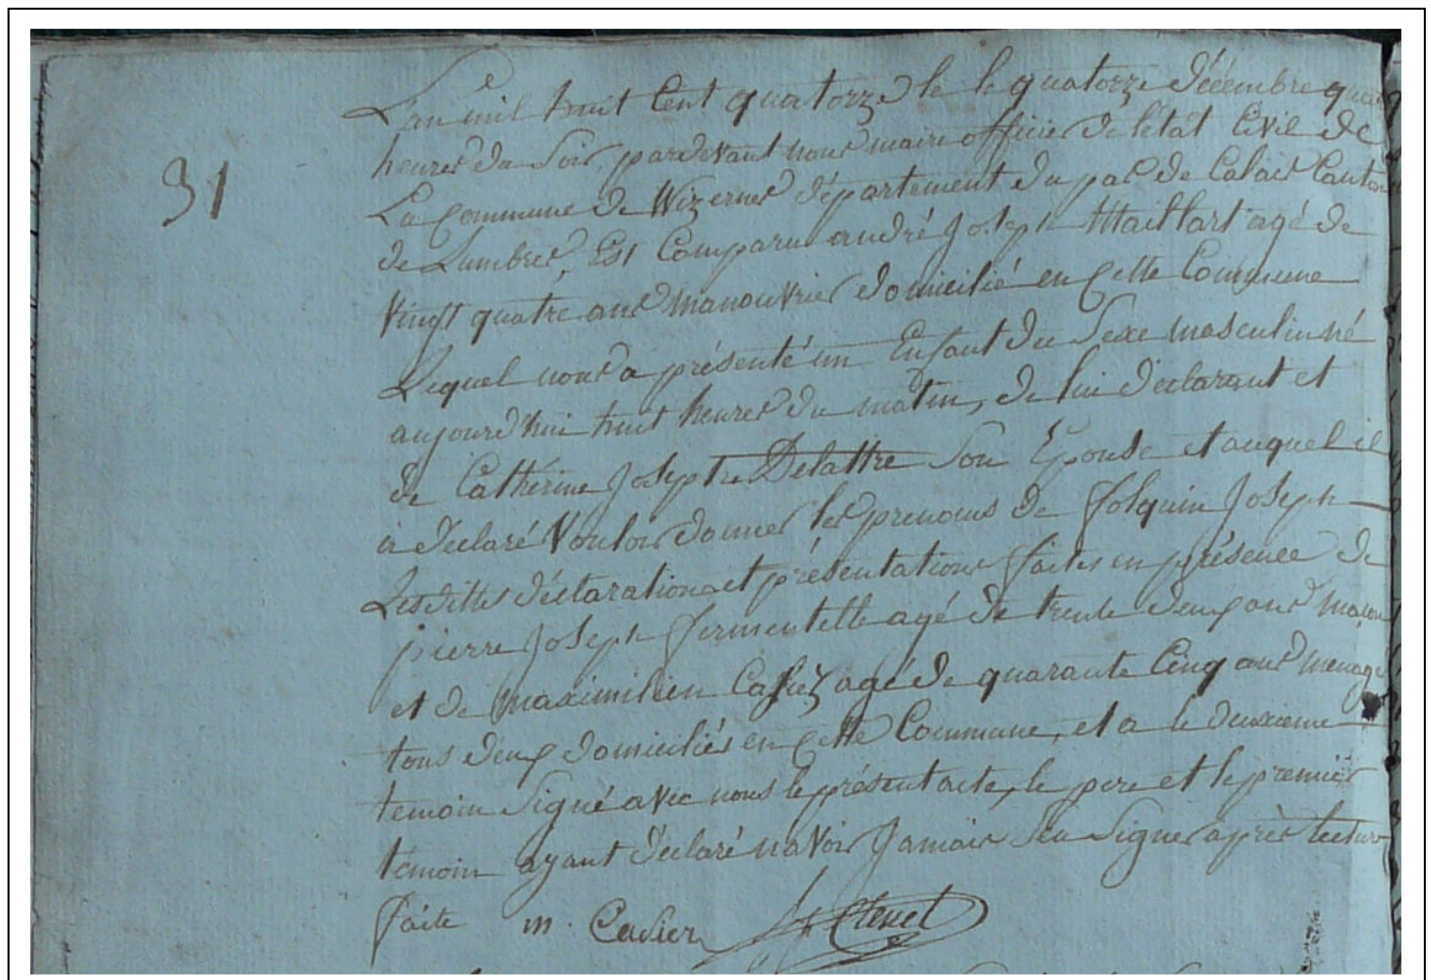 31
L'an mil huit Cent quatorze le le quatorze décembre quatre
heures du Soir, pardevant nous maire officier de l'état Civil de
La Commune de Wizernes département du pas de Calais Canton
de Lumbres, Est Comparu andré Joseph Maillart agé de
Vingt quatre ans manouvrier domicilié en Cette Commune
Lequel nous a présenté un Enfant du Sexe masculin né
aujourd'hui huit heures du matin, de lui déclarant et
de Catherine Josephe Delattre Son Epouse et auquel il
a déclaré Vouloir donner les prenoms de folquin Joseph
Lesdittes déclaration et présentation faites en présence de
pierre Joseph fermentelle agé de trente deux ans maçon
et de maximilien agé de quarante Cinq ans menager
tous deux domiciliés en Cette Commune, et a le deuxieme
temoin Signé avec nous le présent acte, le pere et le premier
témoin ayant déclaré n'avoir Jamais Seu Signer après lecture
faite m.